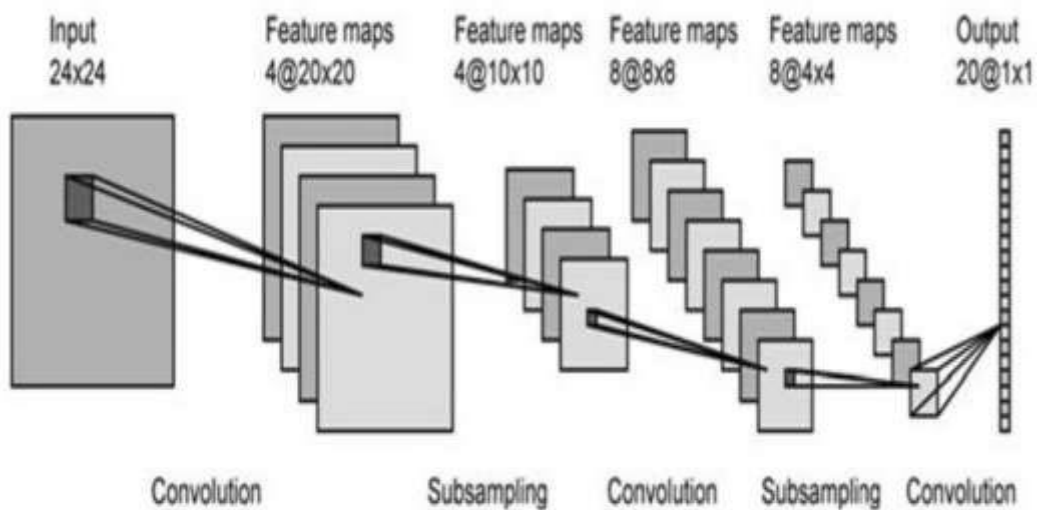 Input
24x24
Feature maps
4@20x20
Feature maps
4@10x10
Feature maps
8@8x8
Feature maps
8@4x4
Output
20@1x1
Convolution
Subsampling
Convolution
Subsampling
Convolution